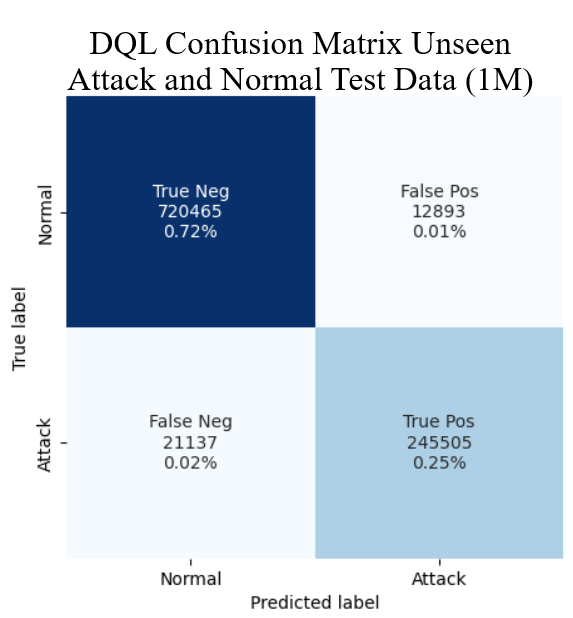 DQL Confusion Matrix Unseen
Attack and Normal Test Data (1M)
True Neg
720465
0.72%
False Pos
12893
0.01%
Normal
True label
False Neg
21137
0.02%
True Pos
245505
0.25%
Attack
Normal
Attack
Predicted label